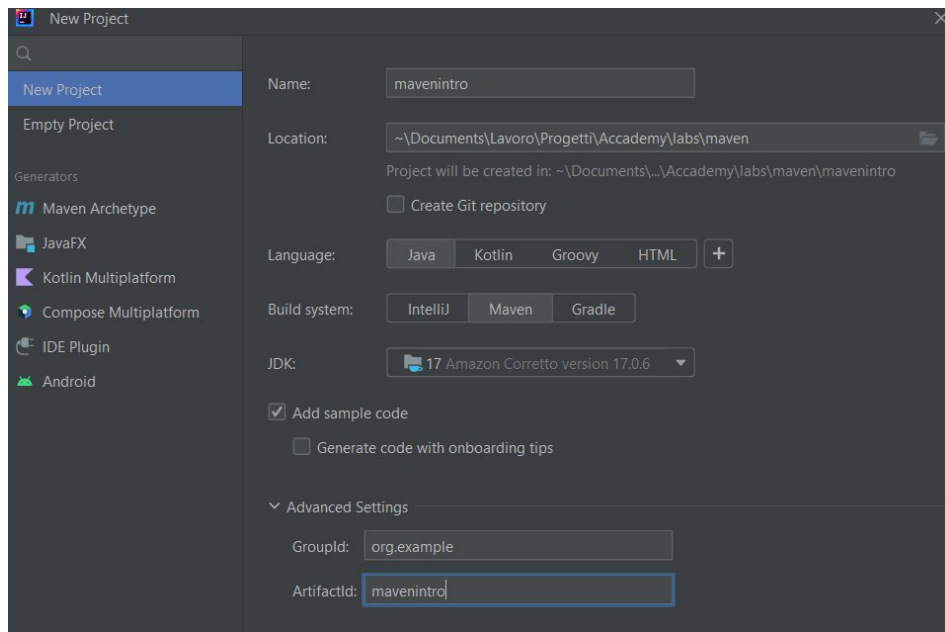 New Project
New Project
Empty Project
Generators
Maven Archetype
JavaFX
Kotlin Multiplatform
Compose Multiplatform
IDE Plugin
Android
Name: mavenintro
Location: ~\Documents\Lavoro\Progetti\Accademy\labs\maven
Project will be created in: ~\Documents\...\Accademy\labs\maven\mavenintro
Create Git repository
Language: Java Kotlin Groovy HTML +
Build system: IntelliJ Maven Gradle
JDK: 17 Amazon Corretto version 17.0.6
Add sample code
Generate code with onboarding tips
Advanced Settings
GroupId: org.example
ArtifactId: mavenintro